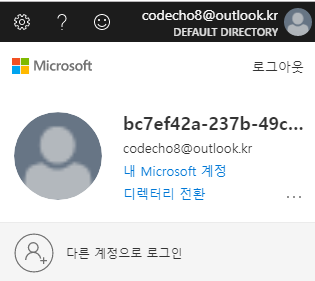 codecho8@outlook.kr
DEFAULT DIRECTORY
Microsoft
로그아웃
bc7ef42a-237b-49c...
codecho8@outlook.kr
내 Microsoft 계정
디렉터리 전환
...
다른 계정으로 로그인